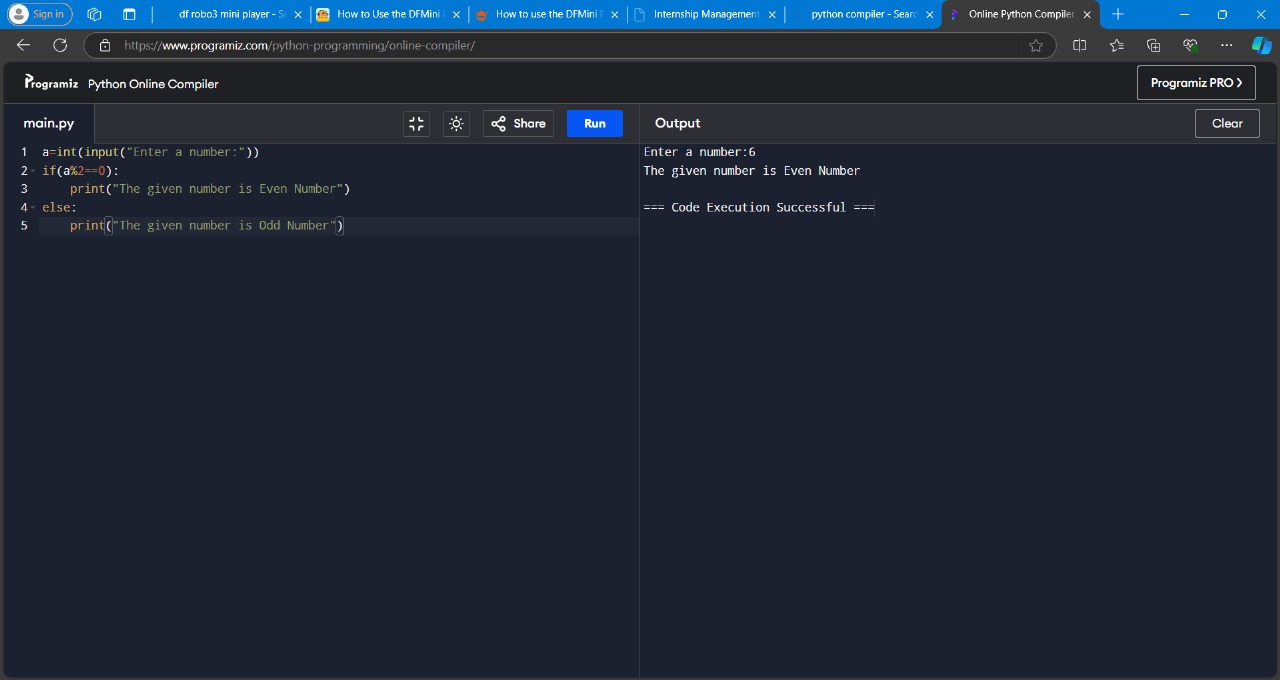 Sign in
df robo3 mini player - Se
How to Use the DFMini
How to use the DFMini
Internship Management
python compiler - Searc
Online Python Compiler
https://www.programiz.com/python-programming/online-compiler/
Programiz Python Online Compiler
Programiz PRO >
main.py
Share
Run
Output
Clear
1 a=int(input("Enter a number:"))
2 if(a%2==0):
3     print("The given number is Even Number")
4 else:
5     print("The given number is Odd Number")
Enter a number:6
The given number is Even Number
=== Code Execution Successful ===